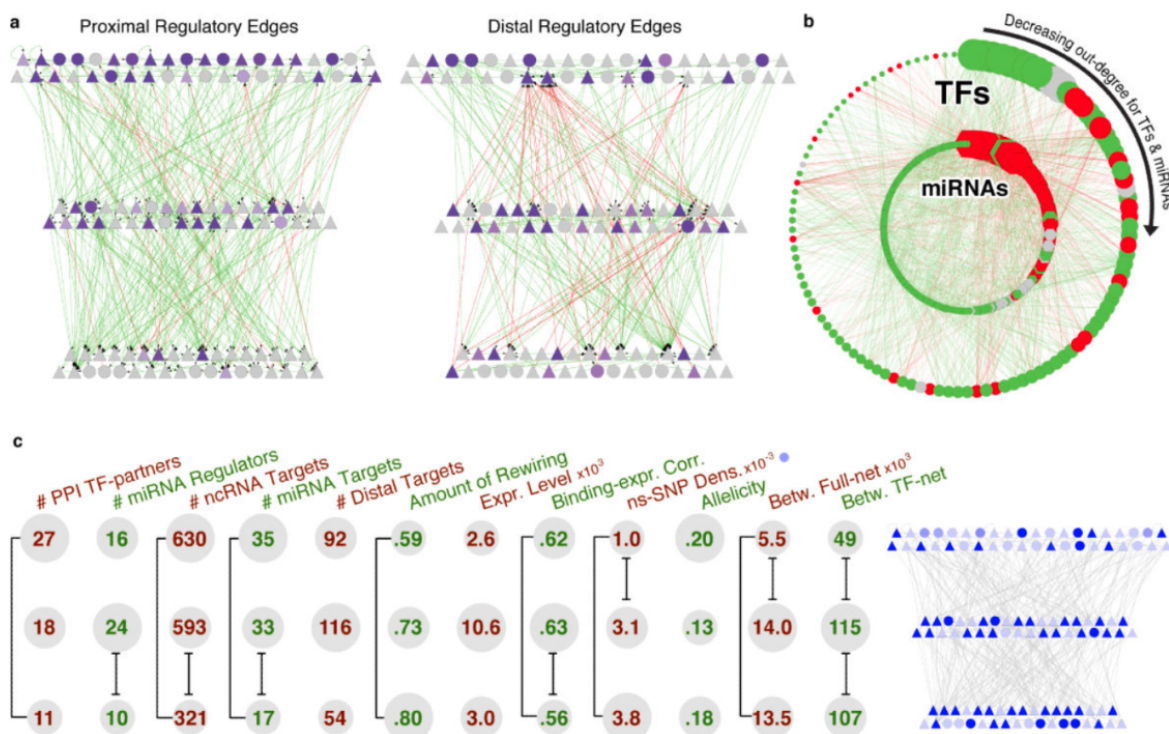 a
Proximal Regulatory Edges
Distal Regulatory Edges
b
Decreasing out-degree for TFs & miRNAs
TFs
miRNAs
c
# PPI TF-partners
# miRNA Regulators
# ncRNA Targets
# miRNA Targets
# Distal Targets
Amount of Rewiring
Expr. Level x10³
Binding-expr. Corr.
ns-SNP Dens. x10⁻³
Allelicity
Betw. Full-net x10³
Betw. TF-net
27 16 630 35 92 .59 2.6 .62 1.0 .20 5.5 49
18 24 593 33 116 .73 10.6 .63 3.1 .13 14.0 115
11 10 321 17 54 .80 3.0 .56 3.8 .18 13.5 107